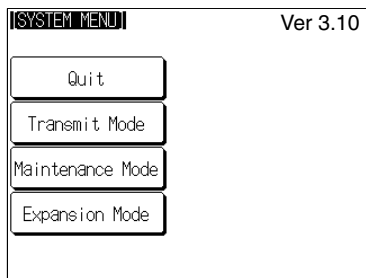 [SYSTEM MENU] Ver 3.10
Quit
Transmit Mode
Maintenance Mode
Expansion Mode